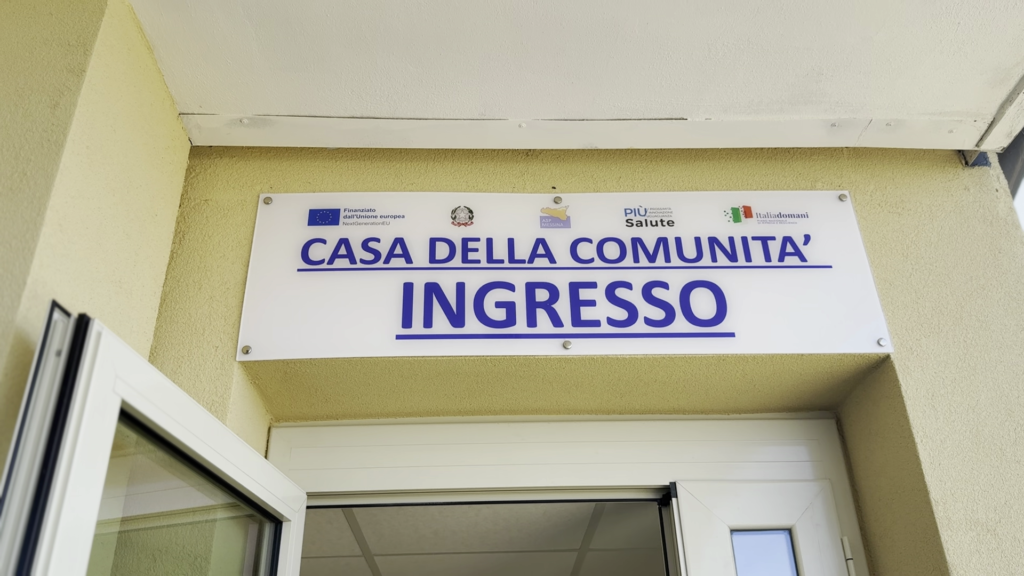 Finanziato
dall'Unione europea
NextGenerationEU
PIÙ
Salute
Italiadomani
CASA DELLA COMUNITA'
INGRESSO